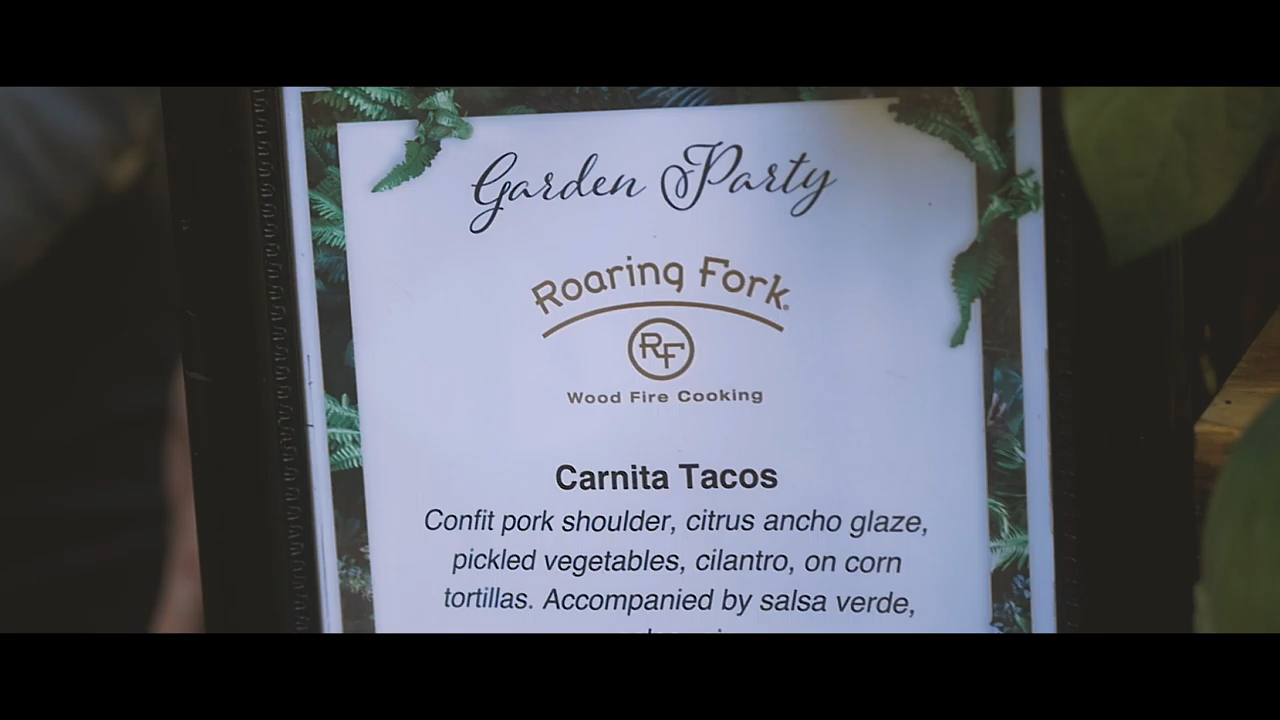 Garden Party
Roaring Fork®
RF
Wood Fire Cooking
Carnita Tacos
Confit pork shoulder, citrus ancho glaze,
pickled vegetables, cilantro, on corn
tortillas. Accompanied by salsa verde,